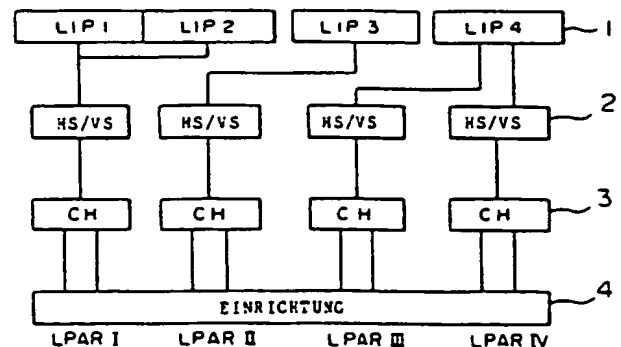 LIP 1 LIP 2 LIP 3 LIP 4 1
HS/VS HS/VS HS/VS HS/VS 2
CH CH CH CH 3
EINRICHTUNG 4
LPAR I LPAR II LPAR III LPAR IV